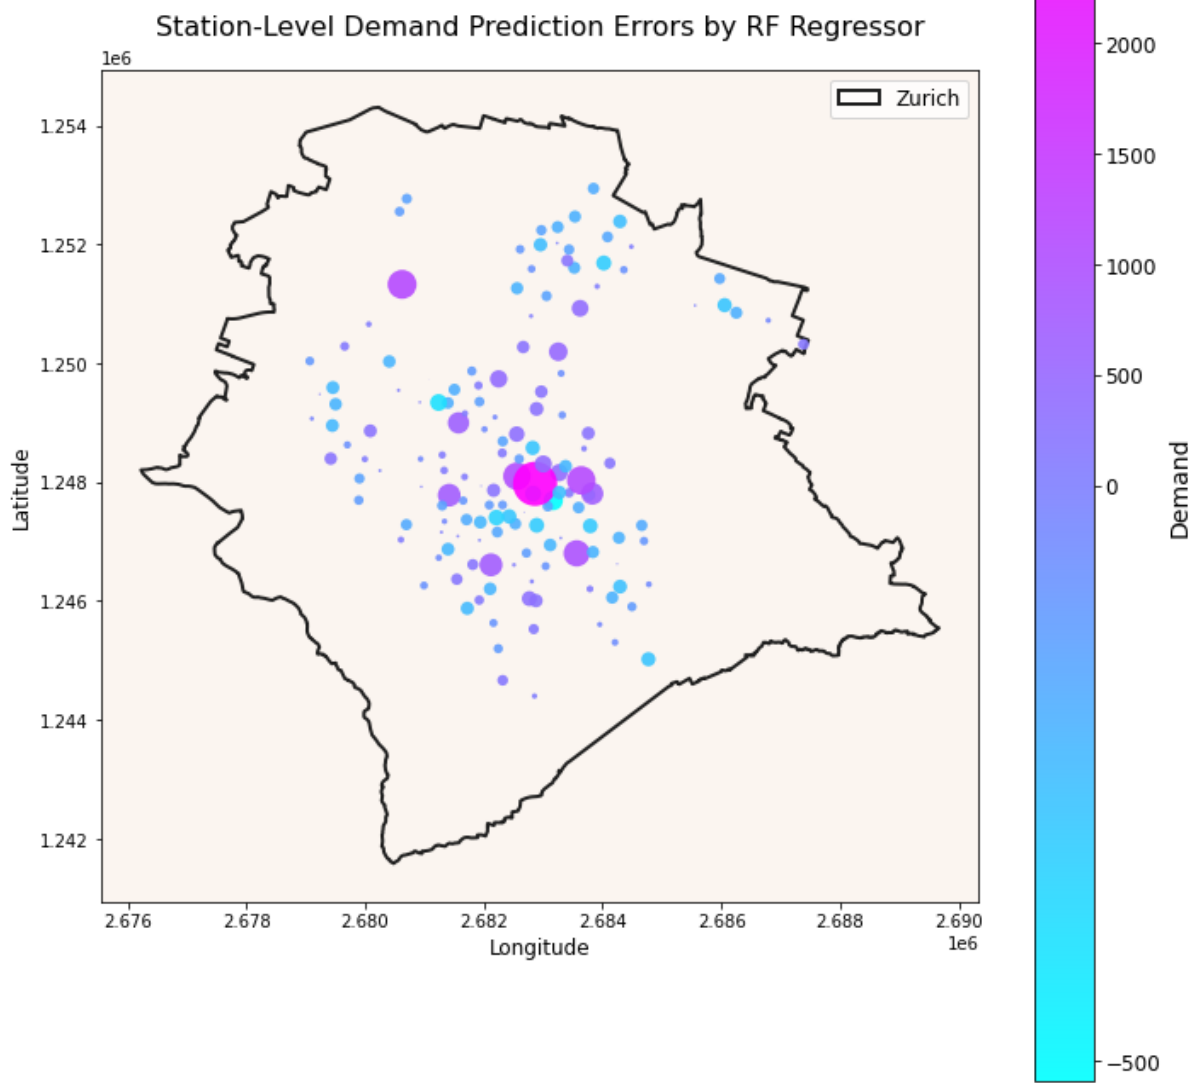 Station-Level Demand Prediction Errors by RF Regressor
1e6
Zurich
1.254
1.252
1.250
1.248
1.246
1.244
1.242
Latitude
2.676 2.678 2.680 2.682 2.684 2.686 2.688 2.690
1e6
Longitude
2000
1500
1000
500
0
−500
Demand